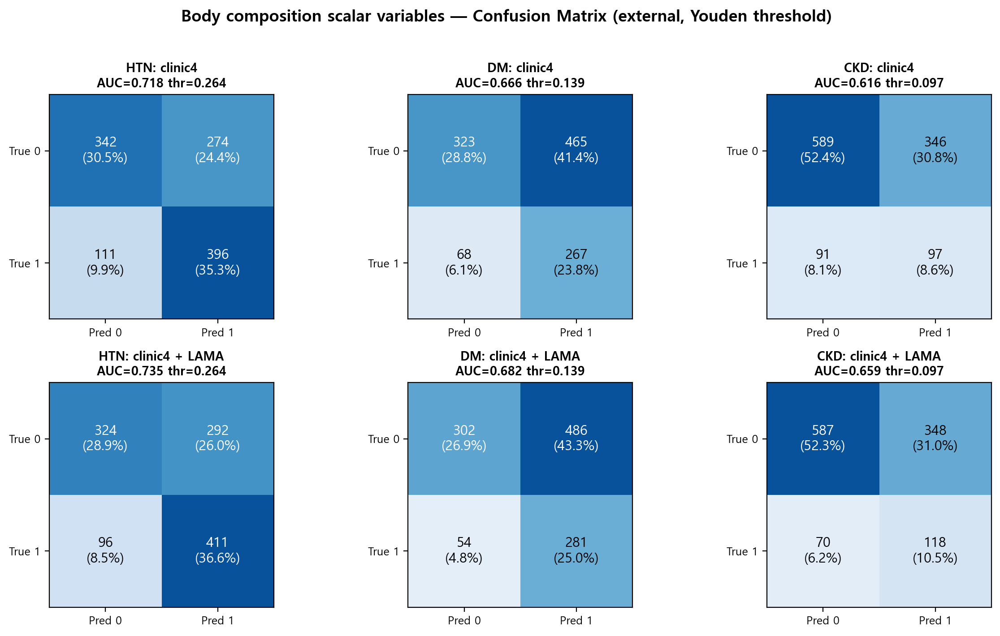 Body composition scalar variables — Confusion Matrix (external, Youden threshold)
HTN: clinic4
AUC=0.718 thr=0.264
True 0
342
(30.5%)
274
(24.4%)
True 1
111
(9.9%)
396
(35.3%)
Pred 0
Pred 1
DM: clinic4
AUC=0.666 thr=0.139
True 0
323
(28.8%)
465
(41.4%)
True 1
68
(6.1%)
267
(23.8%)
Pred 0
Pred 1
CKD: clinic4
AUC=0.616 thr=0.097
True 0
589
(52.4%)
346
(30.8%)
True 1
91
(8.1%)
97
(8.6%)
Pred 0
Pred 1
HTN: clinic4 + LAMA
AUC=0.735 thr=0.264
True 0
324
(28.9%)
292
(26.0%)
True 1
96
(8.5%)
411
(36.6%)
Pred 0
Pred 1
DM: clinic4 + LAMA
AUC=0.682 thr=0.139
True 0
302
(26.9%)
486
(43.3%)
True 1
54
(4.8%)
281
(25.0%)
Pred 0
Pred 1
CKD: clinic4 + LAMA
AUC=0.659 thr=0.097
True 0
587
(52.3%)
348
(31.0%)
True 1
70
(6.2%)
118
(10.5%)
Pred 0
Pred 1